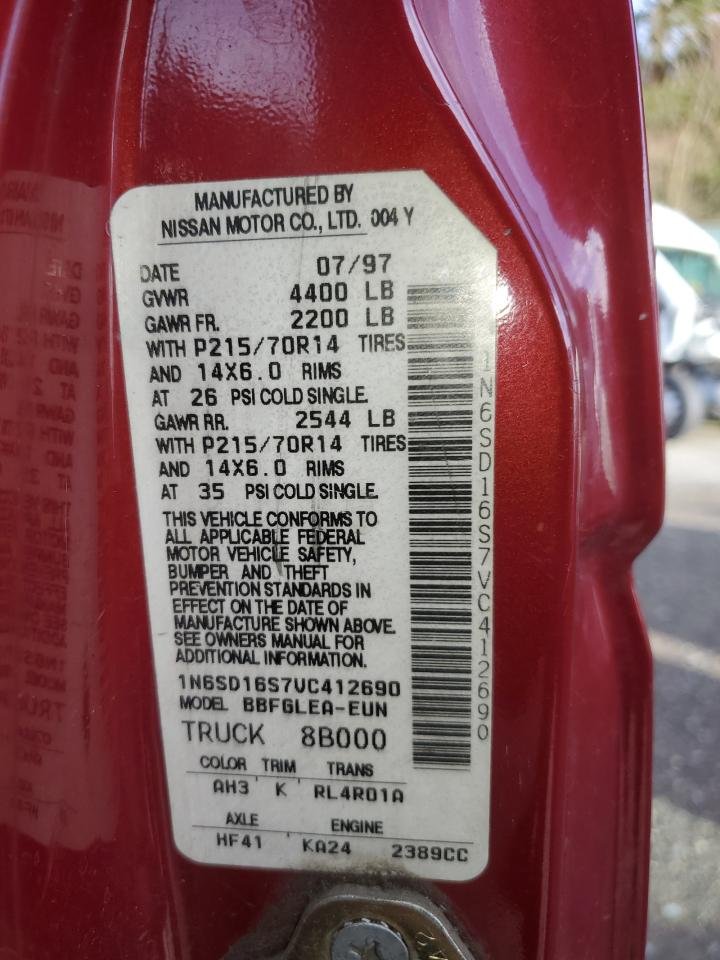 MANUFACTURED BY
NISSAN MOTOR CO., LTD. 004 Y
DATE 07/97
GVWR 4400 LB
GAWR FR. 2200 LB
WITH P215/70R14 TIRES
AND 14X6.0 RIMS
AT 26 PSI COLD SINGLE.
GAWR RR. 2544 LB
WITH P215/70R14 TIRES
AND 14X6.0 RIMS
AT 35 PSI COLD SINGLE.
THIS VEHICLE CONFORMS TO
ALL APPLICABLE FEDERAL
MOTOR VEHICLE SAFETY,
BUMPER AND THEFT
PREVENTION STANDARDS IN
EFFECT ON THE DATE OF
MANUFACTURE SHOWN ABOVE.
SEE OWNERS MANUAL FOR
ADDITIONAL INFORMATION.
1N6SD16S7VC412690
MODEL BBFGLEA-EUN
TRUCK 8B000
COLOR TRIM TRANS
AH3 K RL4R01A
AXLE ENGINE
HF41 KA24 2389CC
1N6SD16S7VC412690